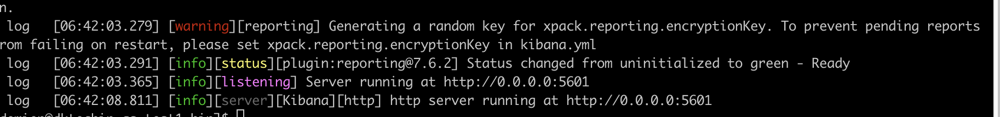 n.
log [06:42:03.279] [warning][reporting] Generating a random key for xpack.reporting.encryptionKey. To prevent pending reports
rom failing on restart, please set xpack.reporting.encryptionKey in kibana.yml
log [06:42:03.291] [info][status][plugin:reporting@7.6.2] Status changed from uninitialized to green - Ready
log [06:42:03.365] [info][listening] Server running at http://0.0.0.0:5601
log [06:42:08.811] [info][server][Kibana][http] http server running at http://0.0.0.0:5601